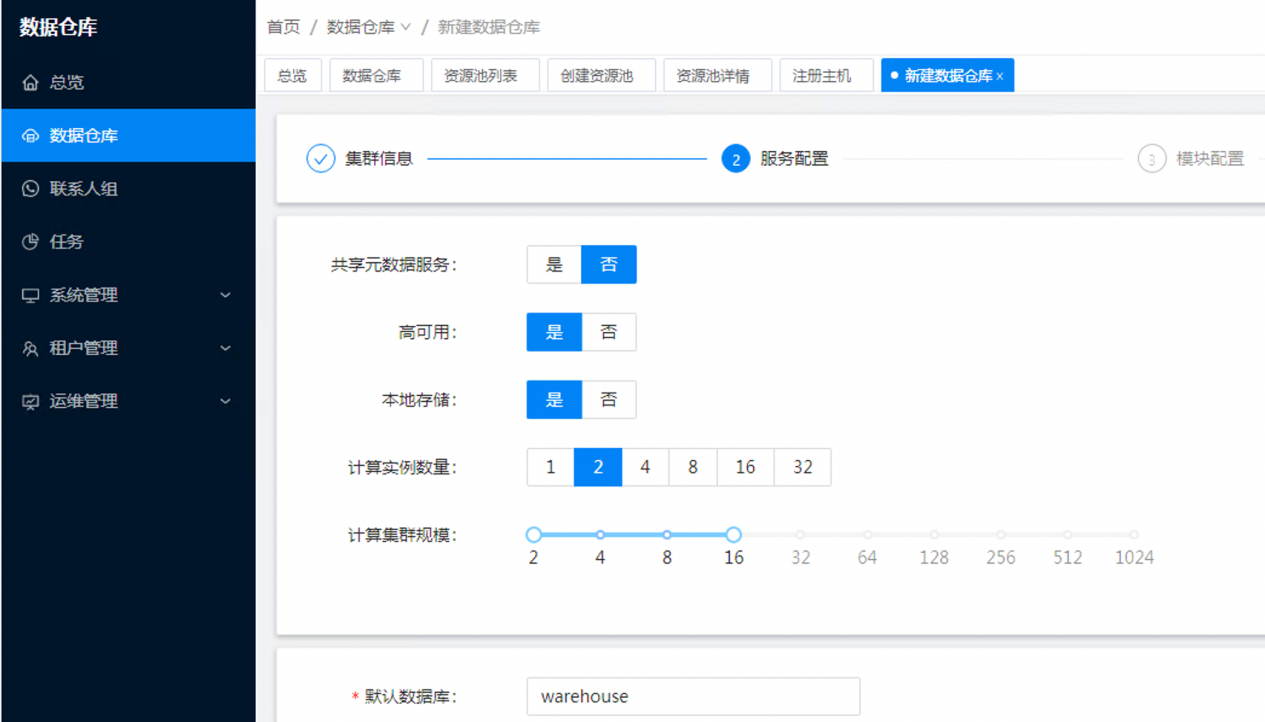 数据仓库
首页 / 数据仓库 / 新建数据仓库
总览
数据仓库
联系人组
任务
系统管理
租户管理
运维管理
总览 数据仓库 资源池列表 创建资源池 资源池详情 注册主机 新建数据仓库 x
集群信息 2 服务配置 3 模块配置
共享元数据服务: 是 否
高可用: 是 否
本地存储: 是 否
计算实例数量: 1 2 4 8 16 32
计算集群规模:
2 4 8 16 32 64 128 256 512 1024
* 默认数据库: warehouse